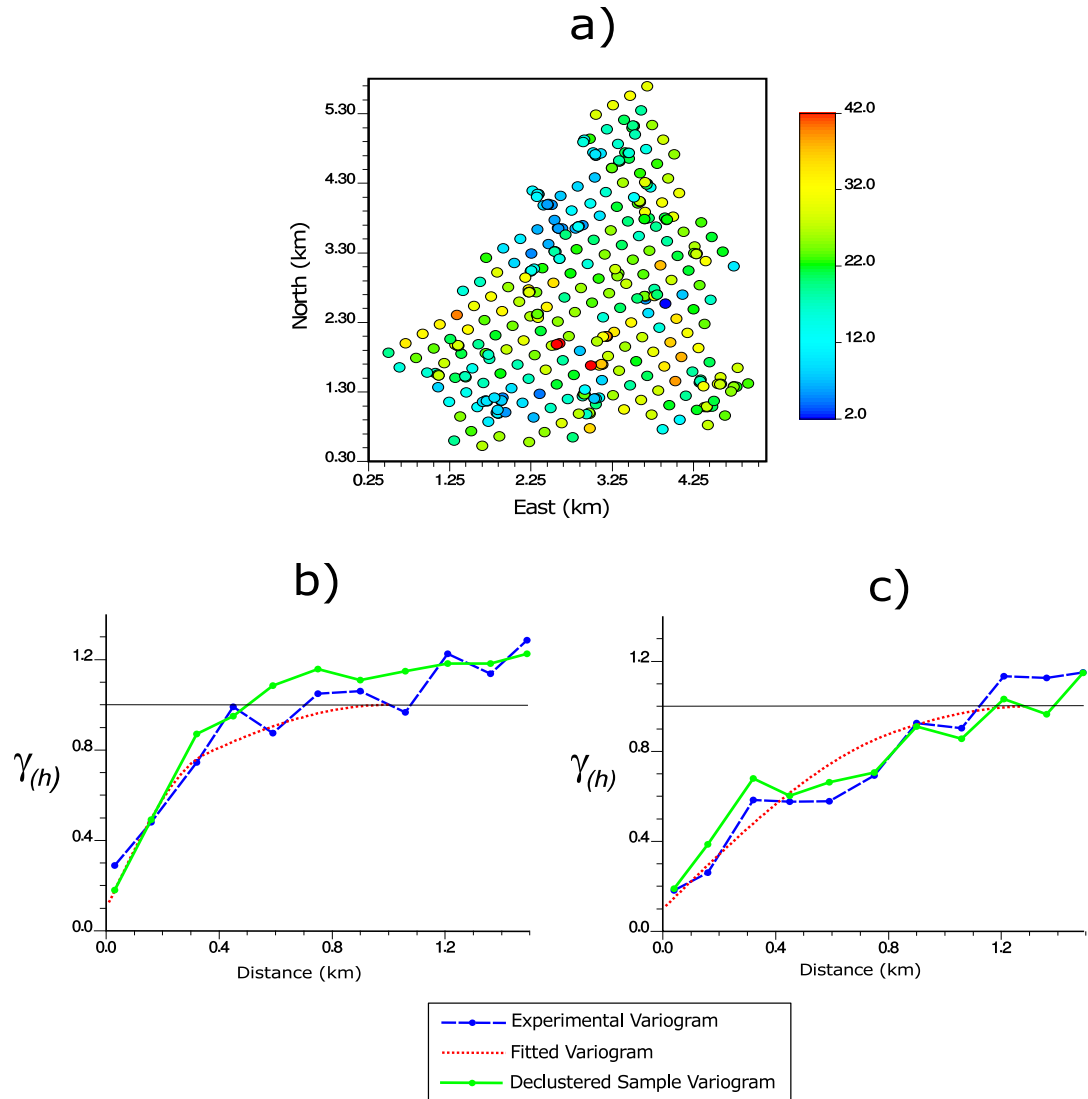 a)
5.30
4.30
3.30
2.30
1.30
0.30
North (km)
0.25
1.25
2.25
3.25
4.25
East (km)
42.0
32.0
22.0
12.0
2.0
b)
1.2
0.8
0.4
0.0
γ(h)
0.0
0.4
0.8
1.2
Distance (km)
c)
1.2
0.8
0.4
0.0
γ(h)
0.0
0.4
0.8
1.2
Distance (km)
Experimental Variogram
Fitted Variogram
Declustered Sample Variogram